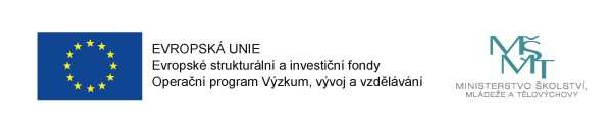 EVROPSKÁ UNIE
Evropské strukturální a investiční fondy
Operační program Výzkum, vývoj a vzdělávání
MŠMT
MINISTERSTVO ŠKOLSTVÍ,
MLÁDEŽE A TĚLOVÝCHOVY